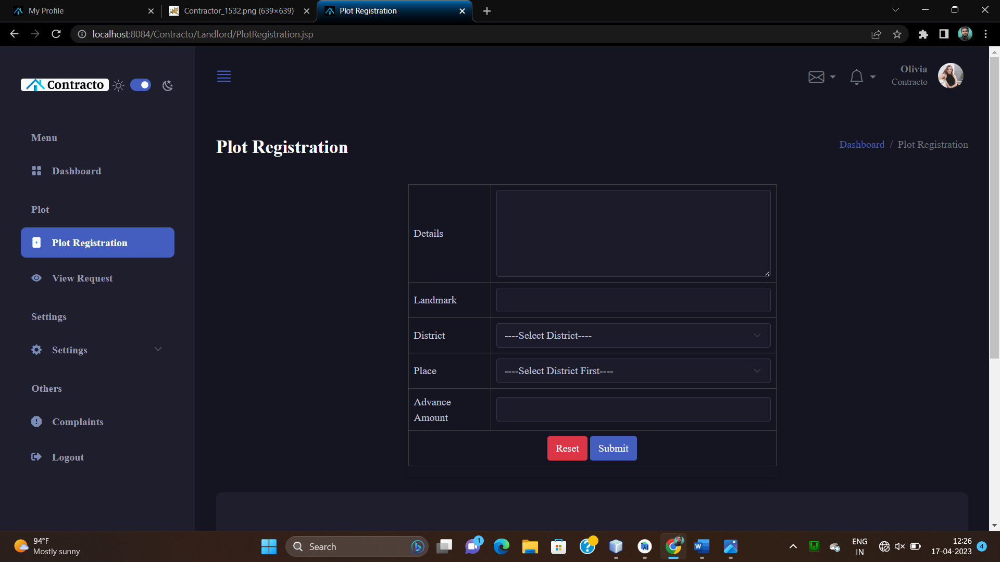 My Profile
Contractor_1532.png (639×639)
Plot Registration
localhost:8084/Contracto/Landlord/PlotRegistration.jsp
Contracto
Olivia
Contracto
Menu
Dashboard
Plot
Plot Registration
View Request
Settings
Settings
Others
Complaints
Logout
Plot Registration
Dashboard / Plot Registration
Details
Landmark
District
----Select District----
Place
----Select District First----
Advance
Amount
Reset
Submit
94°F
Mostly sunny
Search
1
ENG
IN
12:26
17-04-2023
4